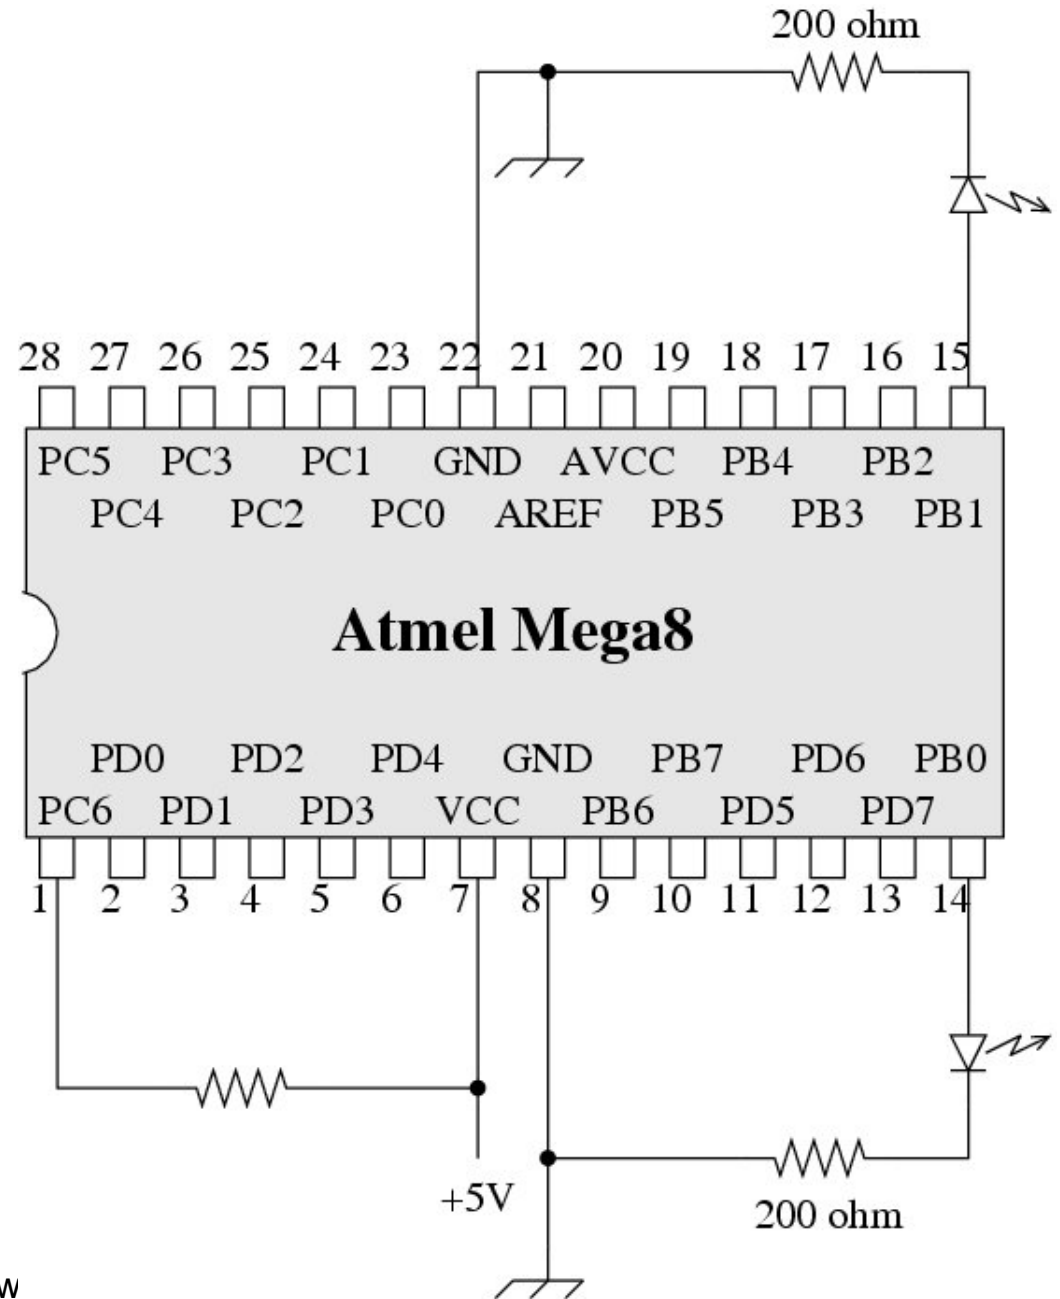 200 ohm
28 27 26 25 24 23 22 21 20 19 18 17 16 15
PC5 PC3 PC1 GND AVCC PB4 PB2
PC4 PC2 PC0 AREF PB5 PB3 PB1
Atmel Mega8
PD0 PD2 PD4 GND PB7 PD6 PB0
PC6 PD1 PD3 VCC PB6 PD5 PD7
1 2 3 4 5 6 7 8 9 10 11 12 13 14
+5V
200 ohm
w